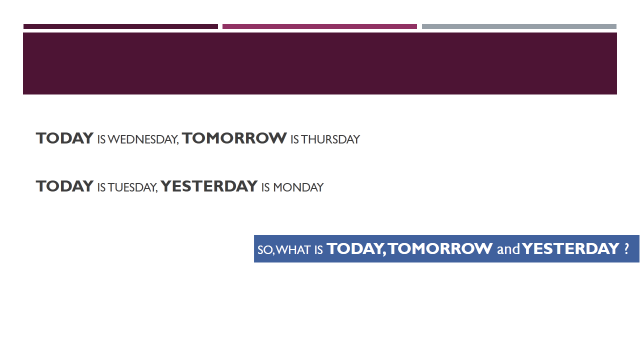 TODAY IS WEDNESDAY, TOMORROW IS THURSDAY
TODAY IS TUESDAY, YESTERDAY IS MONDAY
SO, WHAT IS TODAY, TOMORROW and YESTERDAY ?